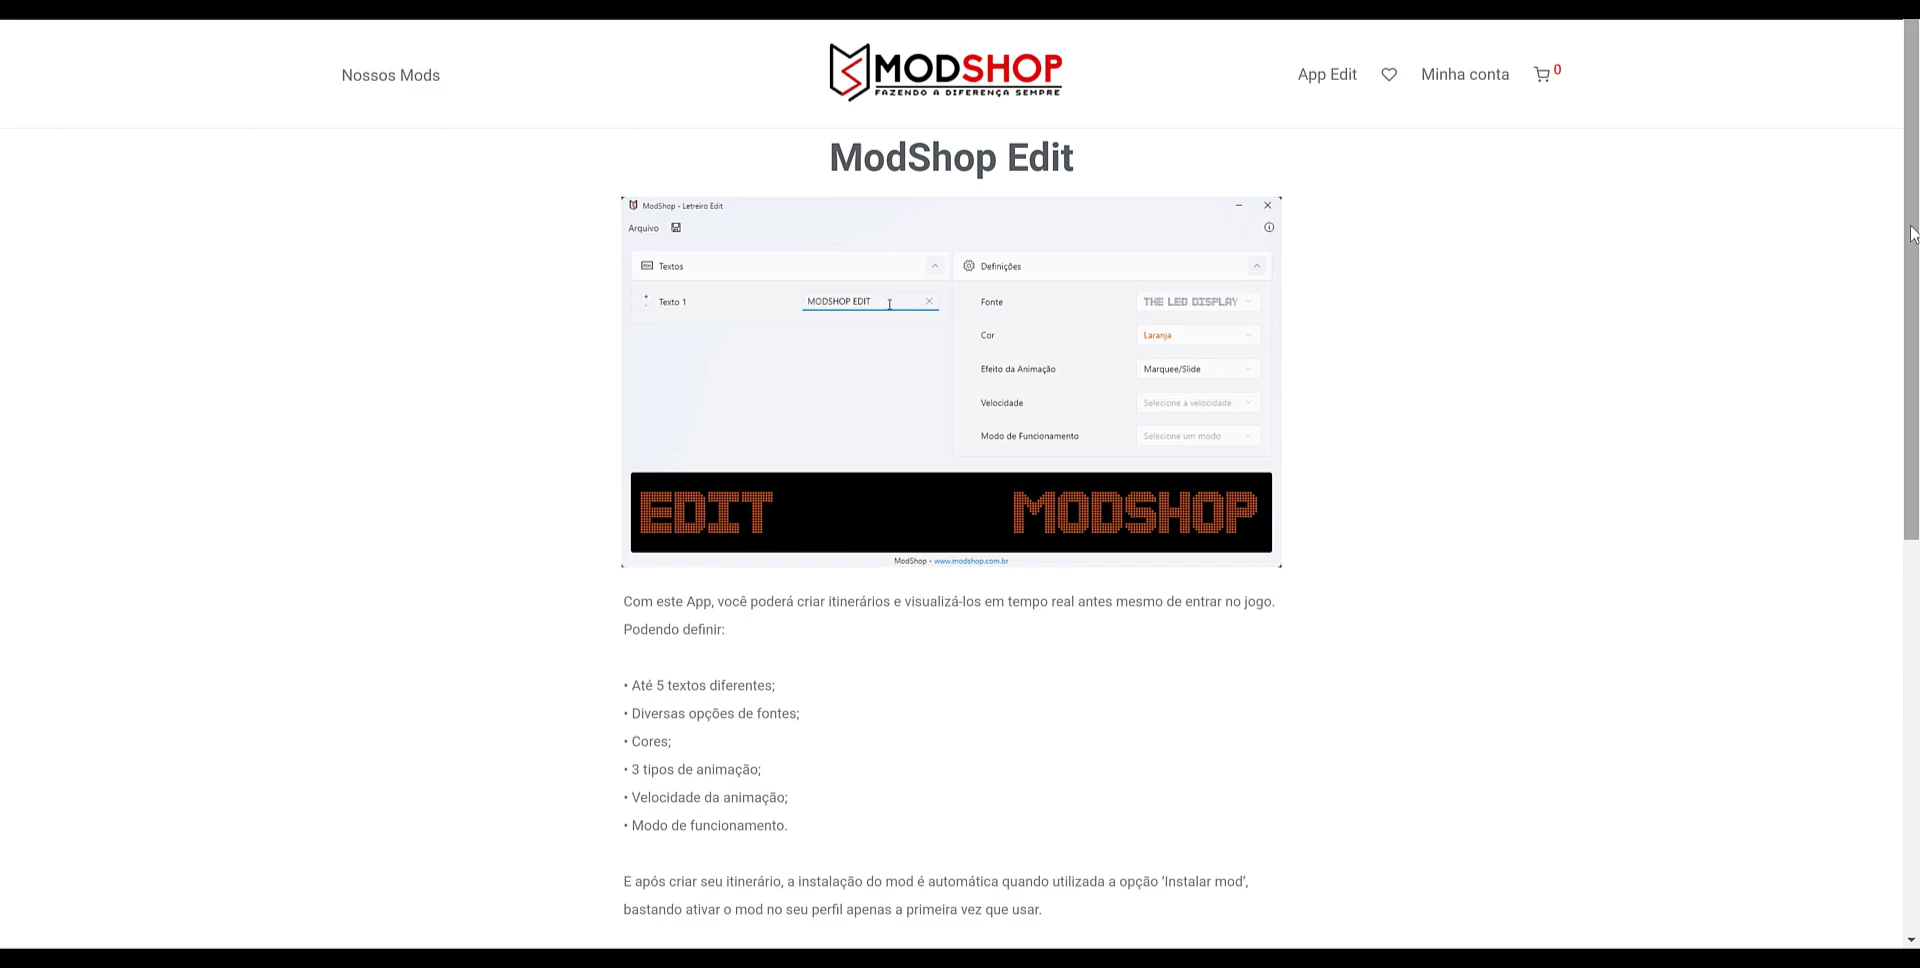 Nossos Mods
MODSHOP
FAZENDO A DIFERENÇA SEMPRE
App Edit
Minha conta
0
ModShop Edit
ModShop - Letreiro Edit
Arquivo
Textos
Definições
Texto 1
MODSHOP EDIT
Fonte
THE LED DISPLAY
Cor
Laranja
Efeito da Animação
Marquee/Slide
Velocidade
Selecione a velocidade
Modo de Funcionamento
Selecione um modo
EDIT MODSHOP
ModShop - www.modshop.com.br
Com este App, você poderá criar itinerários e visualizá-los em tempo real antes mesmo de entrar no jogo.
Podendo definir:
• Até 5 textos diferentes;
• Diversas opções de fontes;
• Cores;
• 3 tipos de animação;
• Velocidade da animação;
• Modo de funcionamento.
E após criar seu itinerário, a instalação do mod é automática quando utilizada a opção ‘Instalar mod’,
bastando ativar o mod no seu perfil apenas a primeira vez que usar.